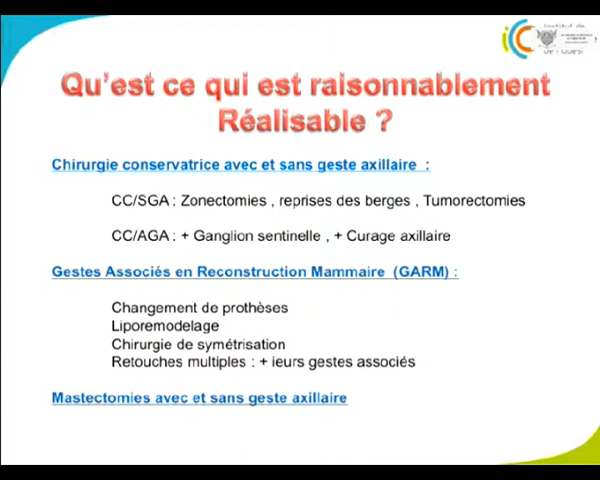 Qu'est ce qui est raisonnablement
Réalisable ?
Chirurgie conservatrice avec et sans geste axillaire :
CC/SGA : Zonectomies , reprises des berges , Tumorectomies
CC/AGA : + Ganglion sentinelle , + Curage axillaire
Gestes Associés en Reconstruction Mammaire (GARM) :
Changement de prothèses
Liporemodelage
Chirurgie de symétrisation
Retouches multiples : + ieurs gestes associés
Mastectomies avec et sans geste axillaire